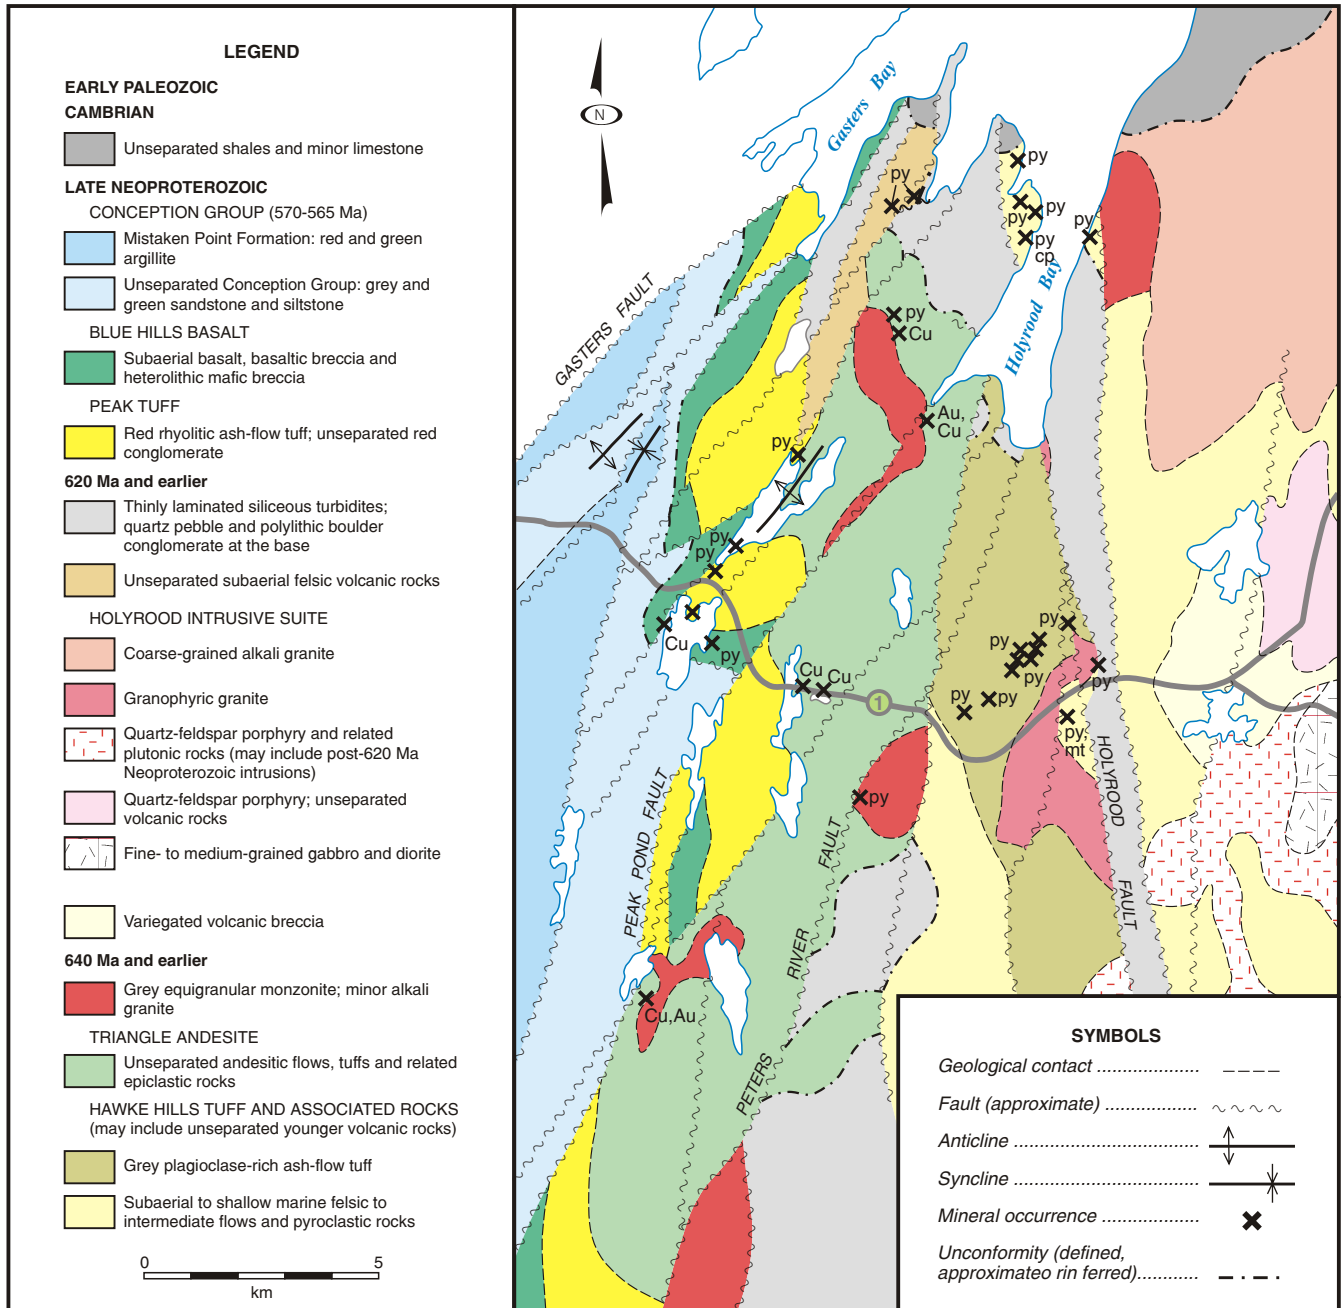 LEGEND
EARLY PALEOZOIC
CAMBRIAN
Unseparated shales and minor limestone
LATE NEOPROTEROZOIC
CONCEPTION GROUP (570-565 Ma)
Mistaken Point Formation: red and green
argillite
Unseparated Conception Group: grey and
green sandstone and siltstone
BLUE HILLS BASALT
Subaerial basalt, basaltic breccia and
heterolithic mafic breccia
PEAK TUFF
Red rhyolitic ash-flow tuff; unseparated red
conglomerate
620 Ma and earlier
Thinly laminated siliceous turbidites;
quartz pebble and polylithic boulder
conglomerate at the base
Unseparated subaerial felsic volcanic rocks
HOLYROOD INTRUSIVE SUITE
Coarse-grained alkali granite
Granophyric granite
Quartz-feldspar porphyry and related
plutonic rocks (may include post-620 Ma
Neoproterozoic intrusions)
Quartz-feldspar porphyry; unseparated
volcanic rocks
Fine- to medium-grained gabbro and diorite
Variegated volcanic breccia
640 Ma and earlier
Grey equigranular monzonite; minor alkali
granite
TRIANGLE ANDESITE
Unseparated andesitic flows, tuffs and related
epiclastic rocks
HAWKE HILLS TUFF AND ASSOCIATED ROCKS
(may include unseparated younger volcanic rocks)
Grey plagioclase-rich ash-flow tuff
Subaerial to shallow marine felsic to
intermediate flows and pyroclastic rocks
0 5
km
N
Gasters Bay
Holyrood Bay
GASTERS FAULT
PEAK POND FAULT
PETERS RIVER FAULT
HOLYROOD FAULT
py
py
py
py
py
py
cp
py
Cu
Au,
Cu
py
py
py
Cu
py
Cu
Cu
1
py
py
py
py
py
py
py,
mt
py
Cu,Au
SYMBOLS
Geological contact ....................
Fault (approximate) ..................
Anticline ....................................
Syncline ....................................
Mineral occurrence ...................
Unconformity (defined,
approximateo rin ferred)............